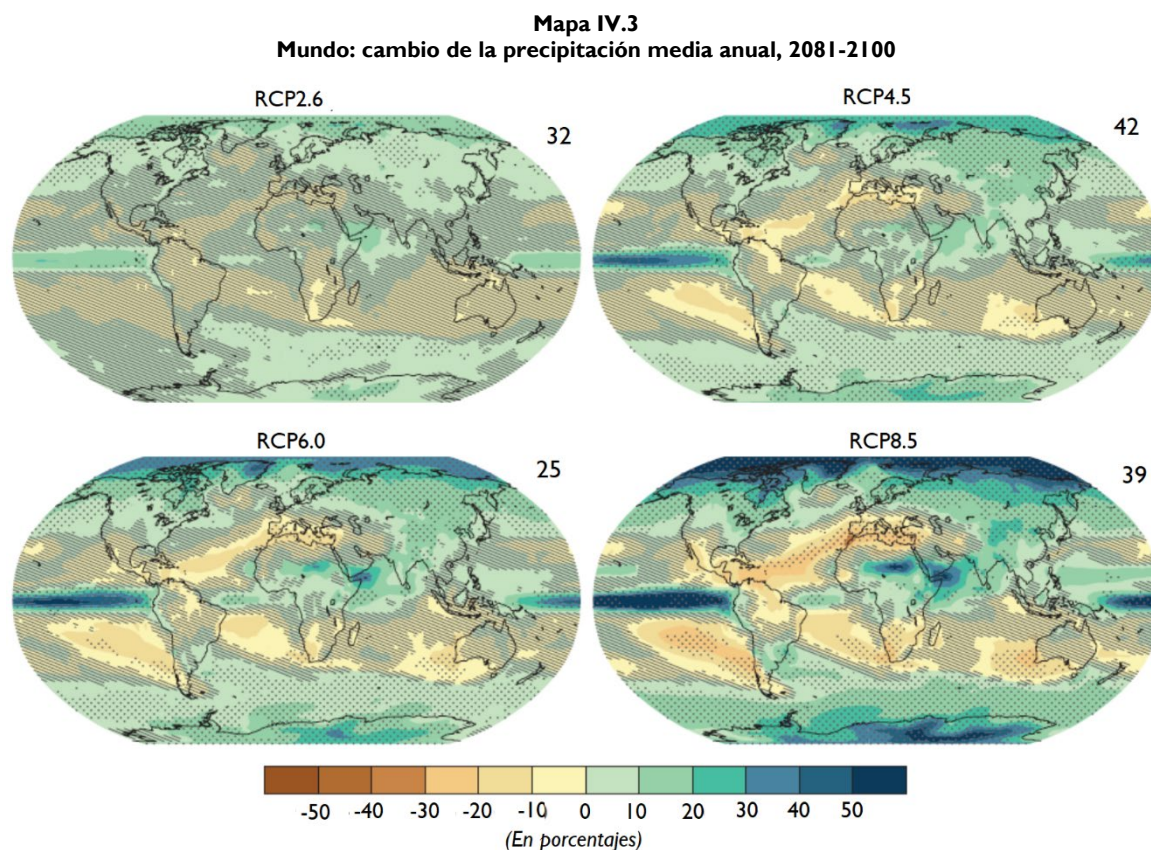 Mapa IV.3
Mundo: cambio de la precipitación media anual, 2081-2100
RCP2.6
32
RCP4.5
42
RCP6.0
25
RCP8.5
39
-50 -40 -30 -20 -10 0 10 20 30 40 50
(En porcentajes)